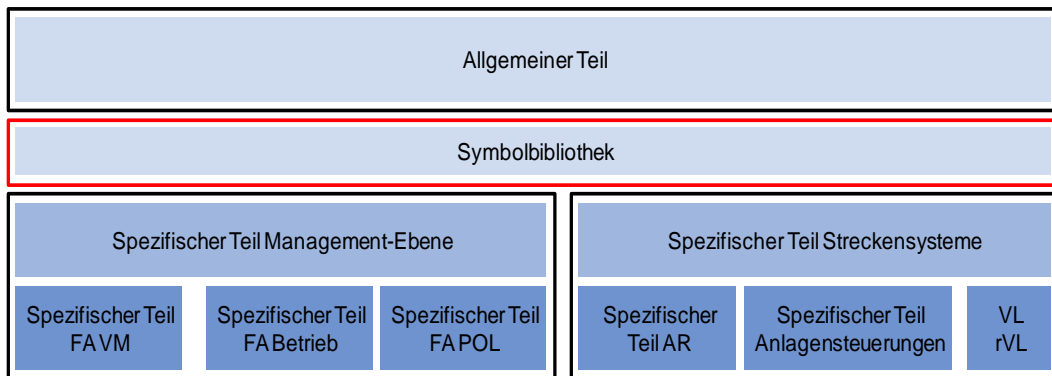 Allgemeiner Teil
Symbolbibliothek
Spezifischer Teil Management-Ebene
Spezifischer Teil Streckensysteme
Spezifischer Teil
FA VM
Spezifischer Teil
FA Betrieb
Spezifischer Teil
FA POL
Spezifischer
Teil AR
Spezifischer Teil
Anlagensteuerungen
VL
rVL